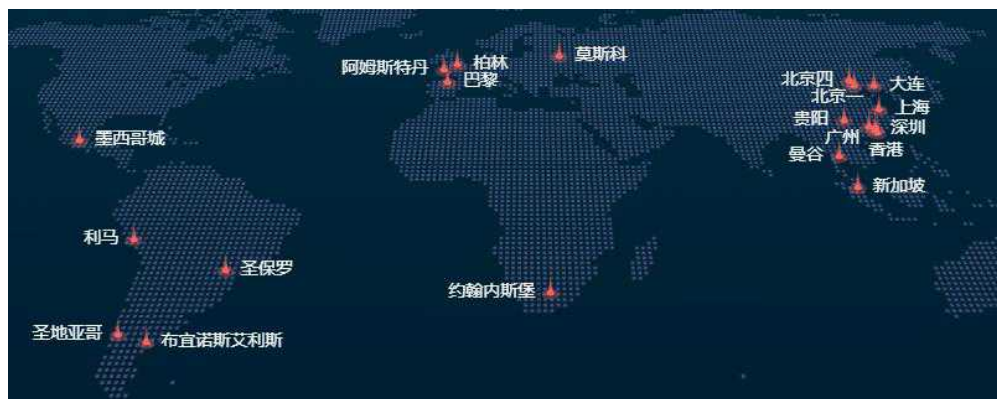 莫斯科
柏林
阿姆斯特丹
巴黎
北京四
大连
北京一
上海
贵阳
深圳
广州
墨西哥城
香港
曼谷
新加坡
利马
圣保罗
约翰内斯堡
圣地亚哥
布宜诺斯艾利斯